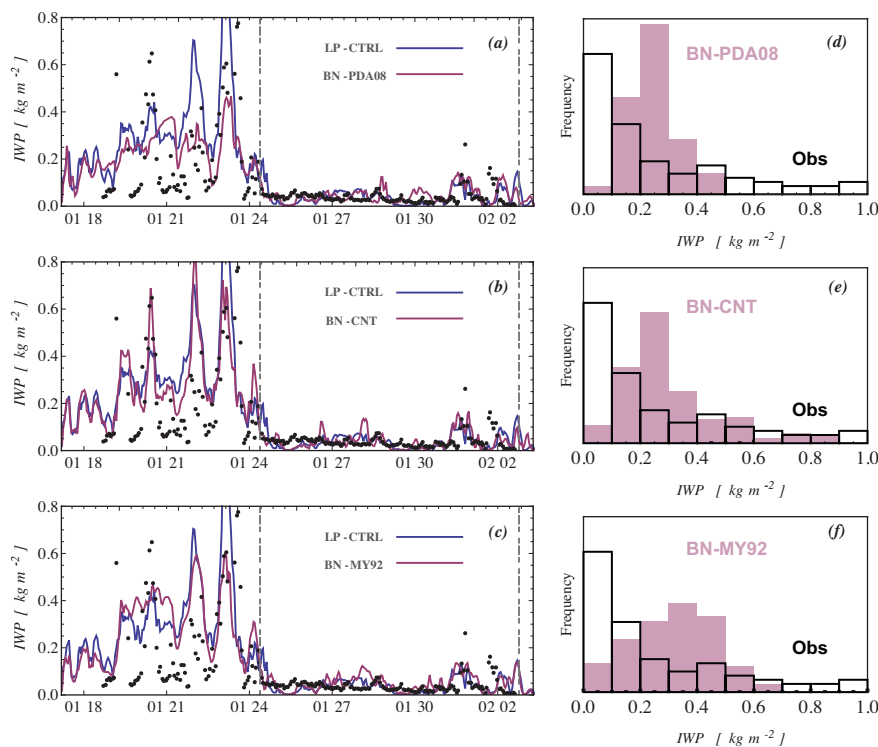 (a)
LP-CTRL
BN-PDA08
IWP [ kg m -2 ]
0.8
0.6
0.4
0.2
0.0
01 18 01 21 01 24 01 27 01 30 02 02
(d)
BN-PDA08
Obs
Frequency
0.0 0.2 0.4 0.6 0.8 1.0
IWP [ kg m -2 ]
(b)
LP-CTRL
BN-CNT
IWP [ kg m -2 ]
0.8
0.6
0.4
0.2
0.0
01 18 01 21 01 24 01 27 01 30 02 02
(e)
BN-CNT
Obs
Frequency
0.0 0.2 0.4 0.6 0.8 1.0
IWP [ kg m -2 ]
(c)
LP-CTRL
BN-MY92
IWP [ kg m -2 ]
0.8
0.6
0.4
0.2
0.0
01 18 01 21 01 24 01 27 01 30 02 02
(f)
BN-MY92
Obs
Frequency
0.0 0.2 0.4 0.6 0.8 1.0
IWP [ kg m -2 ]